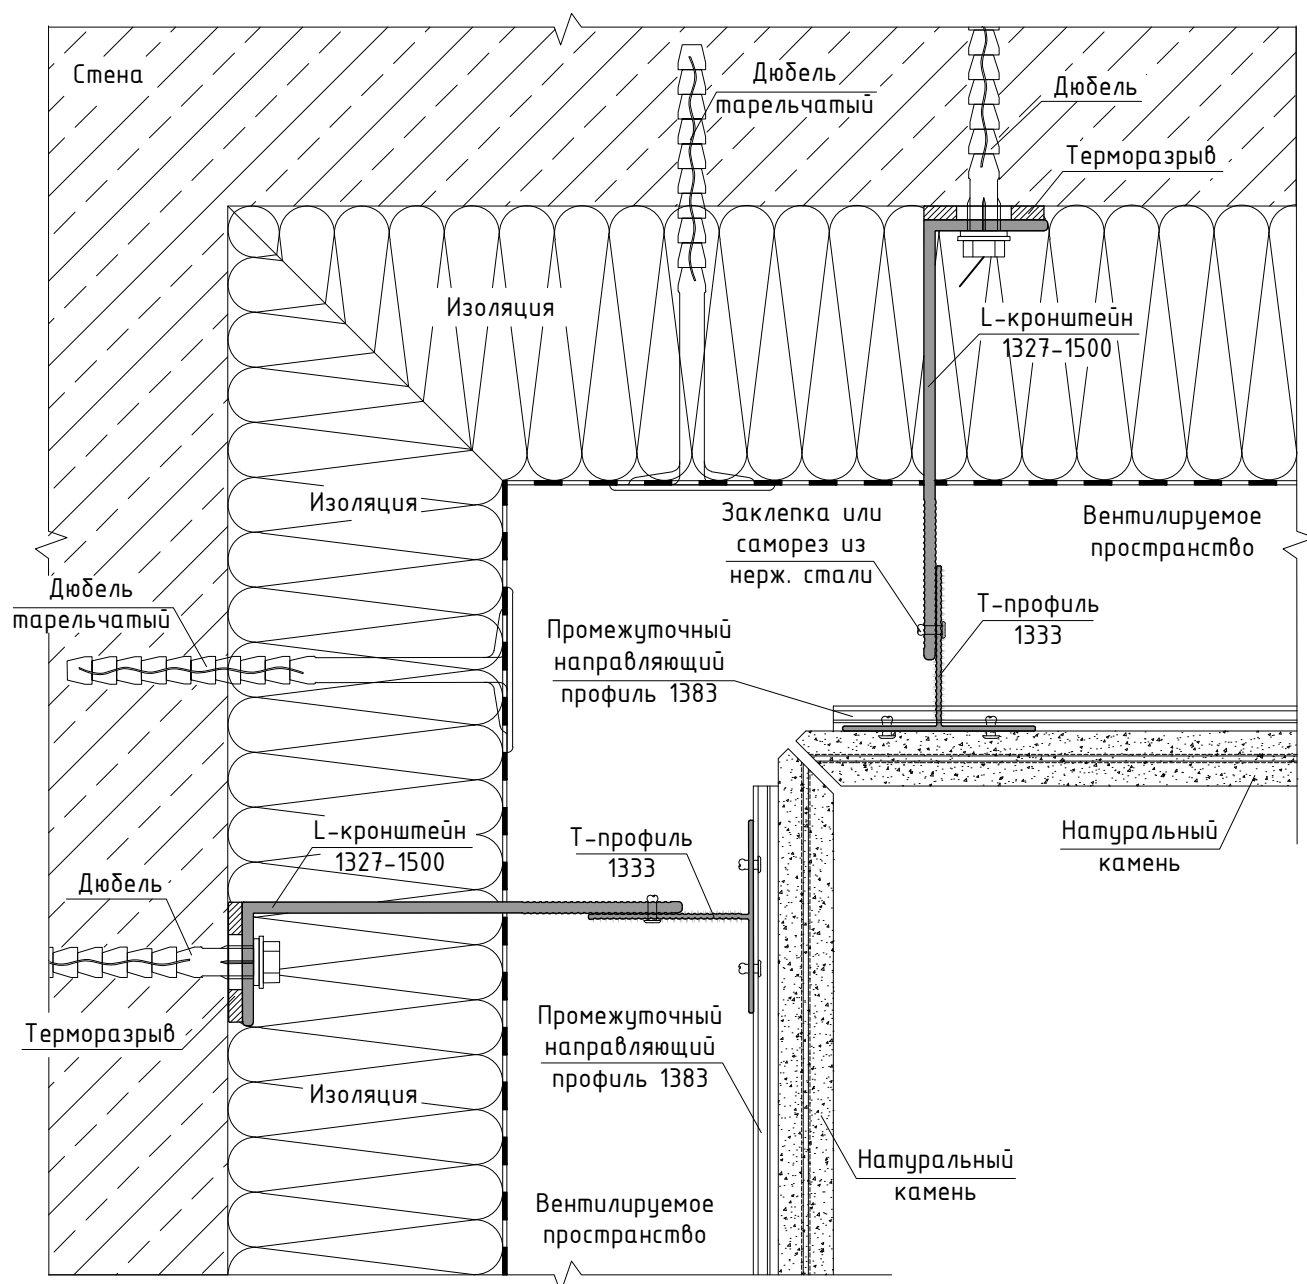 Стена
Дюбель
тарельчатый
Дюбель
Терморазрыв
Изоляция
L-кронштейн
1327-1500
Изоляция
Заклепка или
саморез из
нерж. стали
Вентилируемое
пространство
Дюбель
тарельчатый
Т-профиль
1333
Промежуточный
направляющий
профиль 1383
L-кронштейн
1327-1500
Т-профиль
1333
Натуральный
камень
Дюбель
Терморазрыв
Промежуточный
направляющий
профиль 1383
Изоляция
Натуральный
камень
Вентилируемое
пространство